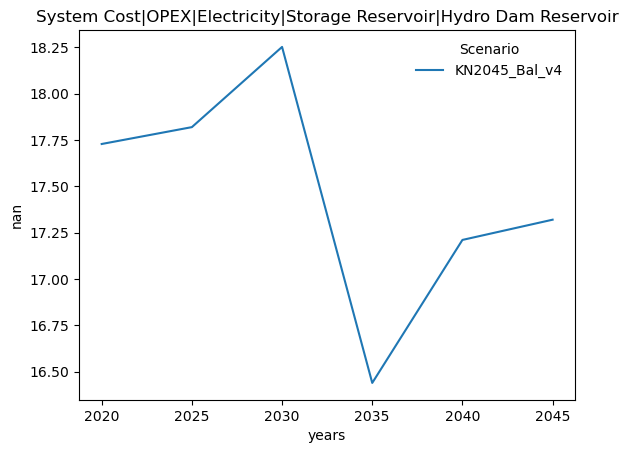 System Cost|OPEX|Electricity|Storage Reservoir|Hydro Dam Reservoir
Scenario
KN2045_Bal_v4
18.25
18.00
17.75
17.50
17.25
17.00
16.75
16.50
nan
2020 2025 2030 2035 2040 2045
years